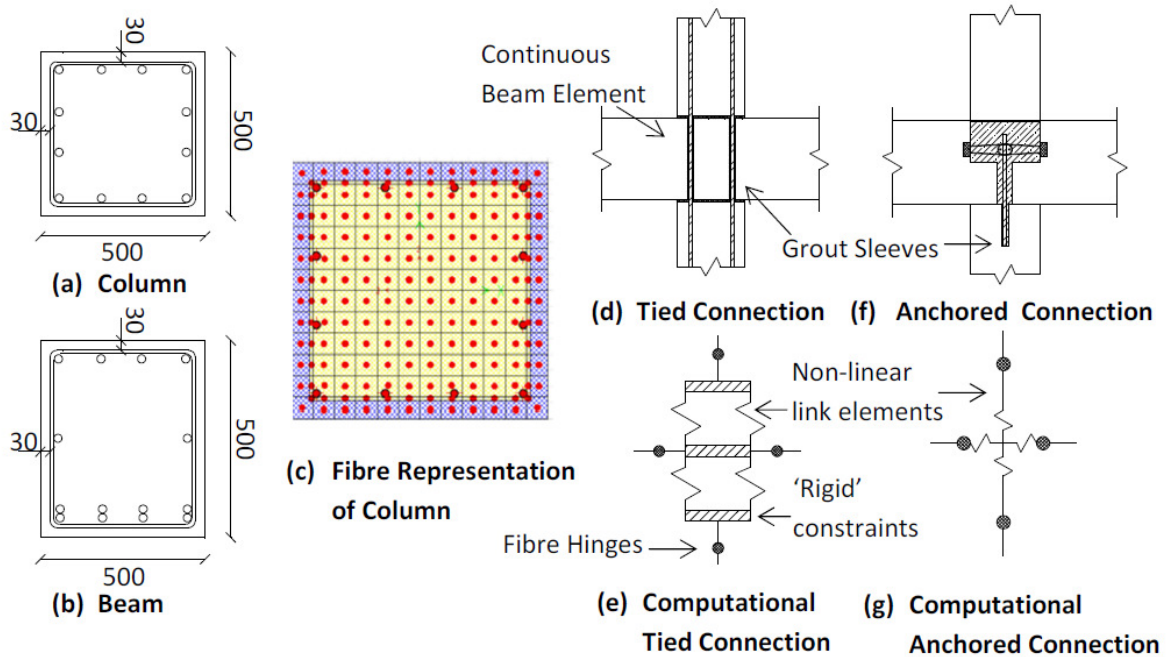 30
30
500
500
(a) Column
30
30
500
500
(b) Beam
(c) Fibre Representation
of Column
Continuous
Beam Element
Grout Sleeves
(d) Tied Connection
(f) Anchored Connection
Non-linear
link elements
'Rigid'
constraints
Fibre Hinges
(e) Computational
Tied Connection
(g) Computational
Anchored Connection